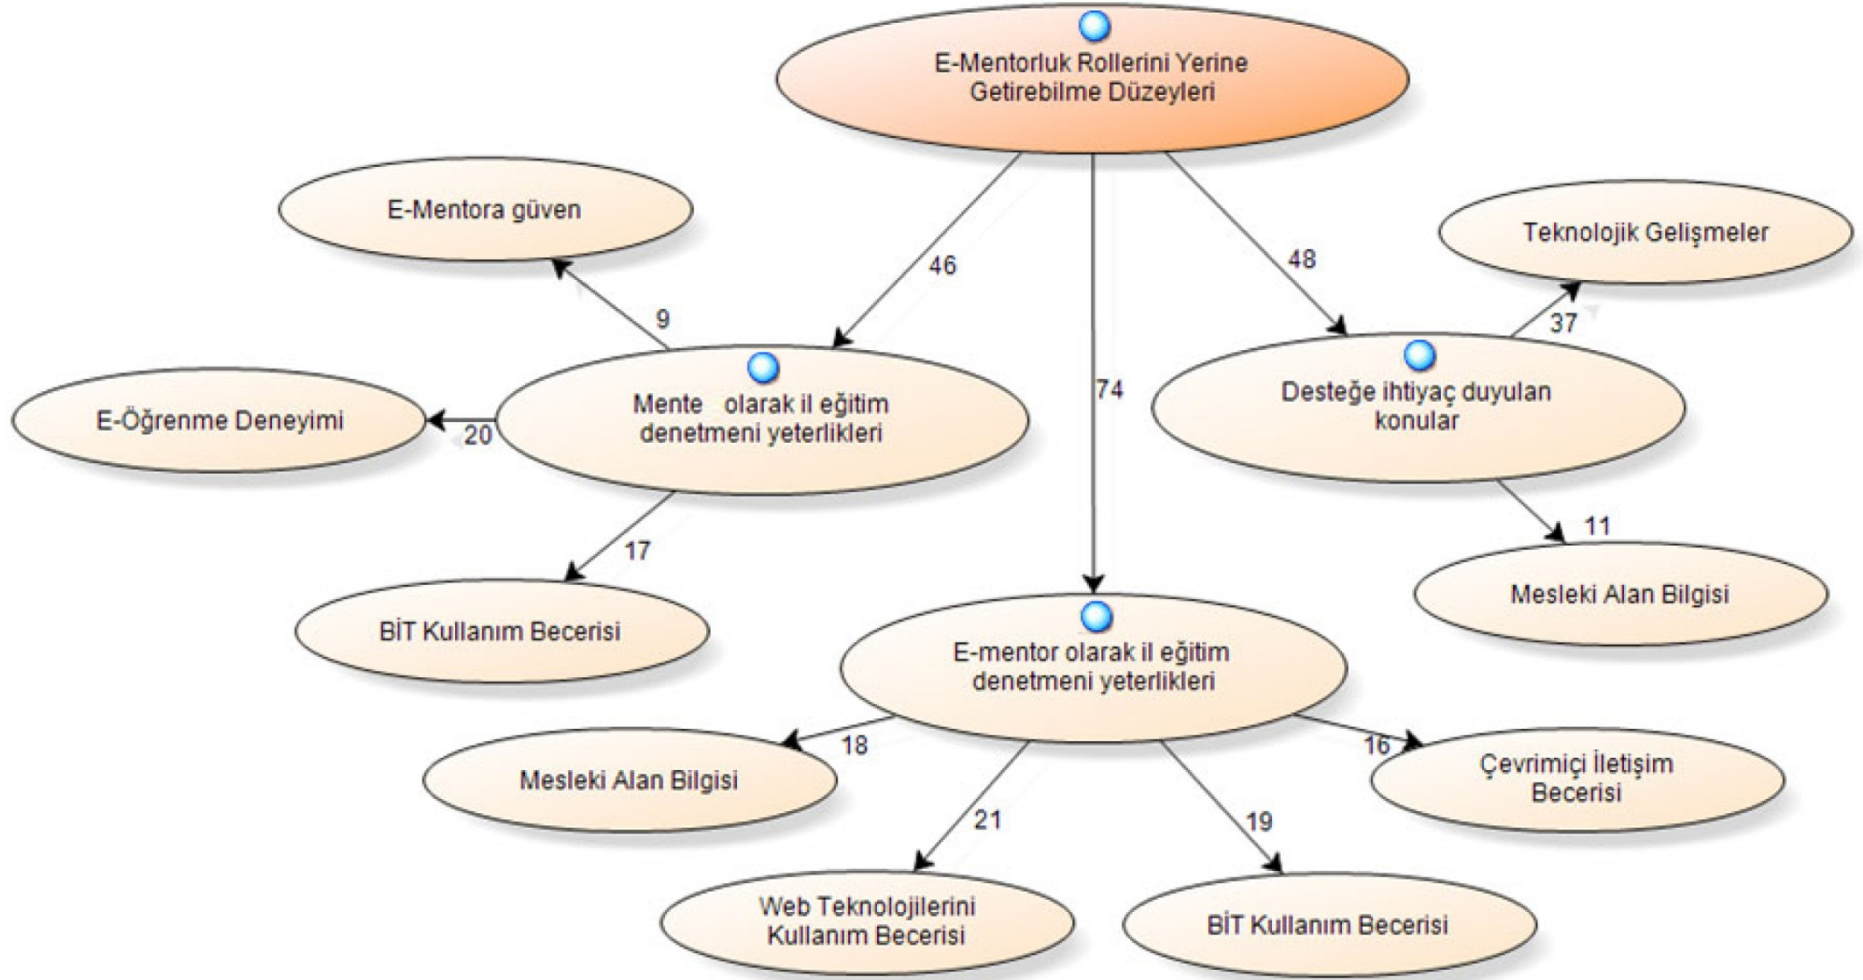 E-Mentorluk Rollerini Yerine
Getirebilme Düzeyleri
E-Mentora güven
Teknolojik Gelişmeler
46
48
9
37
74
Mente olarak il eğitim
denetmeni yeterlikleri
Desteğe ihtiyaç duyulan
konular
E-Öğrenme Deneyimi
20
17
11
BİT Kullanım Becerisi
Mesleki Alan Bilgisi
E-mentor olarak il eğitim
denetmeni yeterlikleri
18
16
Mesleki Alan Bilgisi
Çevrimiçi İletişim
Becerisi
21
19
Web Teknolojilerini
Kullanım Becerisi
BİT Kullanım Becerisi